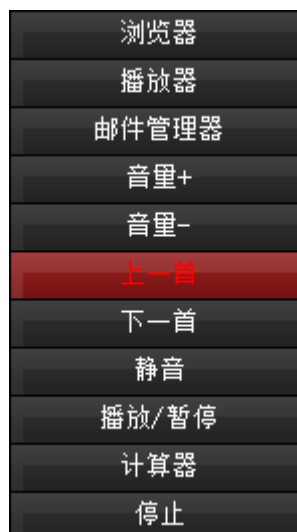 浏览器
播放器
邮件管理器
音量+
音量-
上一首
下一首
静音
播放/暂停
计算器
停止